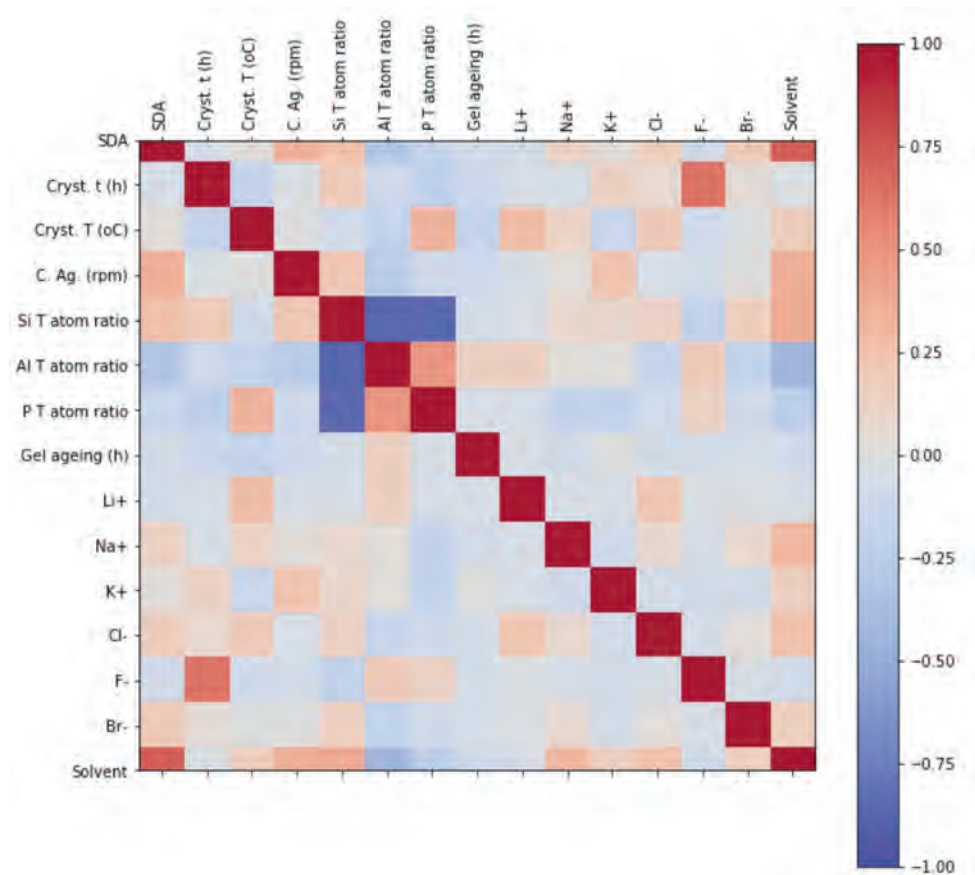 SDA
Cryst. t (h)
Cryst. T (oC)
C. Ag. (rpm)
Si T atom ratio
Al T atom ratio
P T atom ratio
Gel ageing (h)
Li+
Na+
K+
Cl-
F-
Br-
Solvent
SDA
Cryst. t (h)
Cryst. T (oC)
C. Ag. (rpm)
Si T atom ratio
Al T atom ratio
P T atom ratio
Gel ageing (h)
Li+
Na+
K+
Cl-
F-
Br-
Solvent
1.00
0.75
0.50
0.25
0.00
−0.25
−0.50
−0.75
−1.00